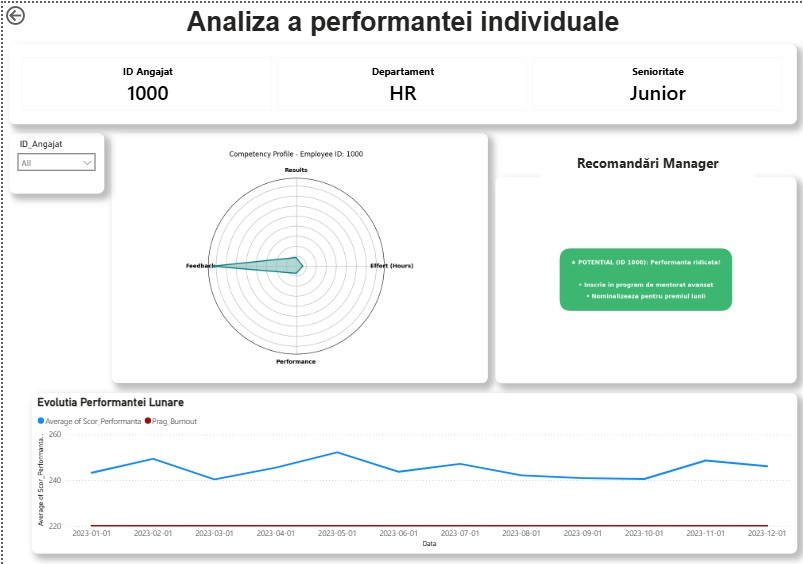 Analiza a performantei individuale
ID Angajat
1000
Departament
HR
Senioritate
Junior
ID_Angajat
All
Competency Profile - Employee ID: 1000
Results
Feedback
Effort (Hours)
Performance
Recomandări Manager
★ POTENTIAL (ID 1000): Performanta ridicata!
• Inscrie in program de mentorat avansat
• Nominalizeaza pentru premiul lunii
Evolutia Performantei Lunare
Average of Scor_Performanta Prag_Burnout
Average of Scor_Performanta...
260
240
220
2023-01-01 2023-02-01 2023-03-01 2023-04-01 2023-05-01 2023-06-01 2023-07-01 2023-08-01 2023-09-01 2023-10-01 2023-11-01 2023-12-01
Data